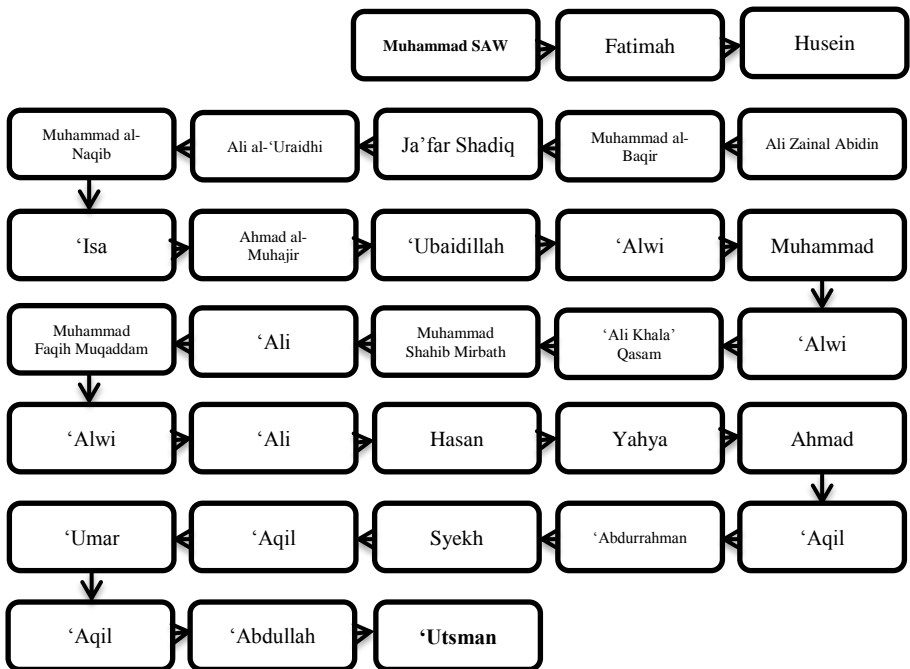 Muhammad SAW
Fatimah
Husein
Muhammad al-
Naqib
Ali al-‘Uraidhi
Ja’far Shadiq
Muhammad al-
Baqir
Ali Zainal Abidin
‘Isa
Ahmad al-
Muhajir
‘Ubaidillah
‘Alwi
Muhammad
Muhammad
Faqih Muqaddam
‘Ali
Muhammad
Shahib Mirbath
‘Ali Khala’
Qasam
‘Alwi
‘Alwi
‘Ali
Hasan
Yahya
Ahmad
‘Umar
‘Aqil
Syekh
‘Abdurrahman
‘Aqil
‘Aqil
‘Abdullah
‘Utsman